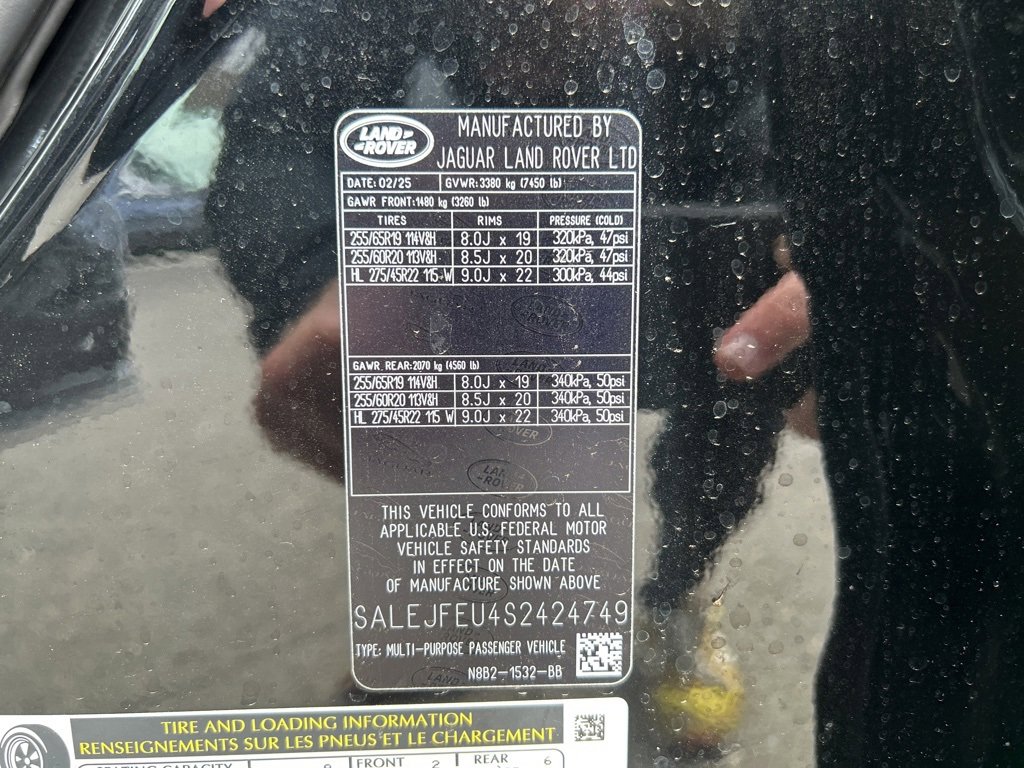 LAND ROVER
MANUFACTURED BY
JAGUAR LAND ROVER LTD
DATE: 02/25 GVWR:3380 kg (7450 lb)
GAWR FRONT:1480 kg (3260 lb)
TIRES RIMS PRESSURE (COLD)
255/65R19 114V&H 8.0J x 19 320kPa, 47psi
255/60R20 113V&H 8.5J x 20 320kPa, 47psi
HL 275/45R22 115 W 9.0J x 22 300kPa, 44psi
GAWR REAR:2070 kg (4560 lb)
255/65R19 114V&H 8.0J x 19 340kPa, 50psi
255/60R20 113V&H 8.5J x 20 340kPa, 50psi
HL 275/45R22 115 W 9.0J x 22 340kPa, 50psi
THIS VEHICLE CONFORMS TO ALL
APPLICABLE U.S. FEDERAL MOTOR
VEHICLE SAFETY STANDARDS
IN EFFECT ON THE DATE
OF MANUFACTURE SHOWN ABOVE
SALEJFEU4S2424749
TYPE: MULTI-PURPOSE PASSENGER VEHICLE
N8B2-1532-BB
TIRE AND LOADING INFORMATION
RENSEIGNEMENTS SUR LES PNEUS ET LE CHARGEMENT
SEATING CAPACITY FRONT 2 REAR 6